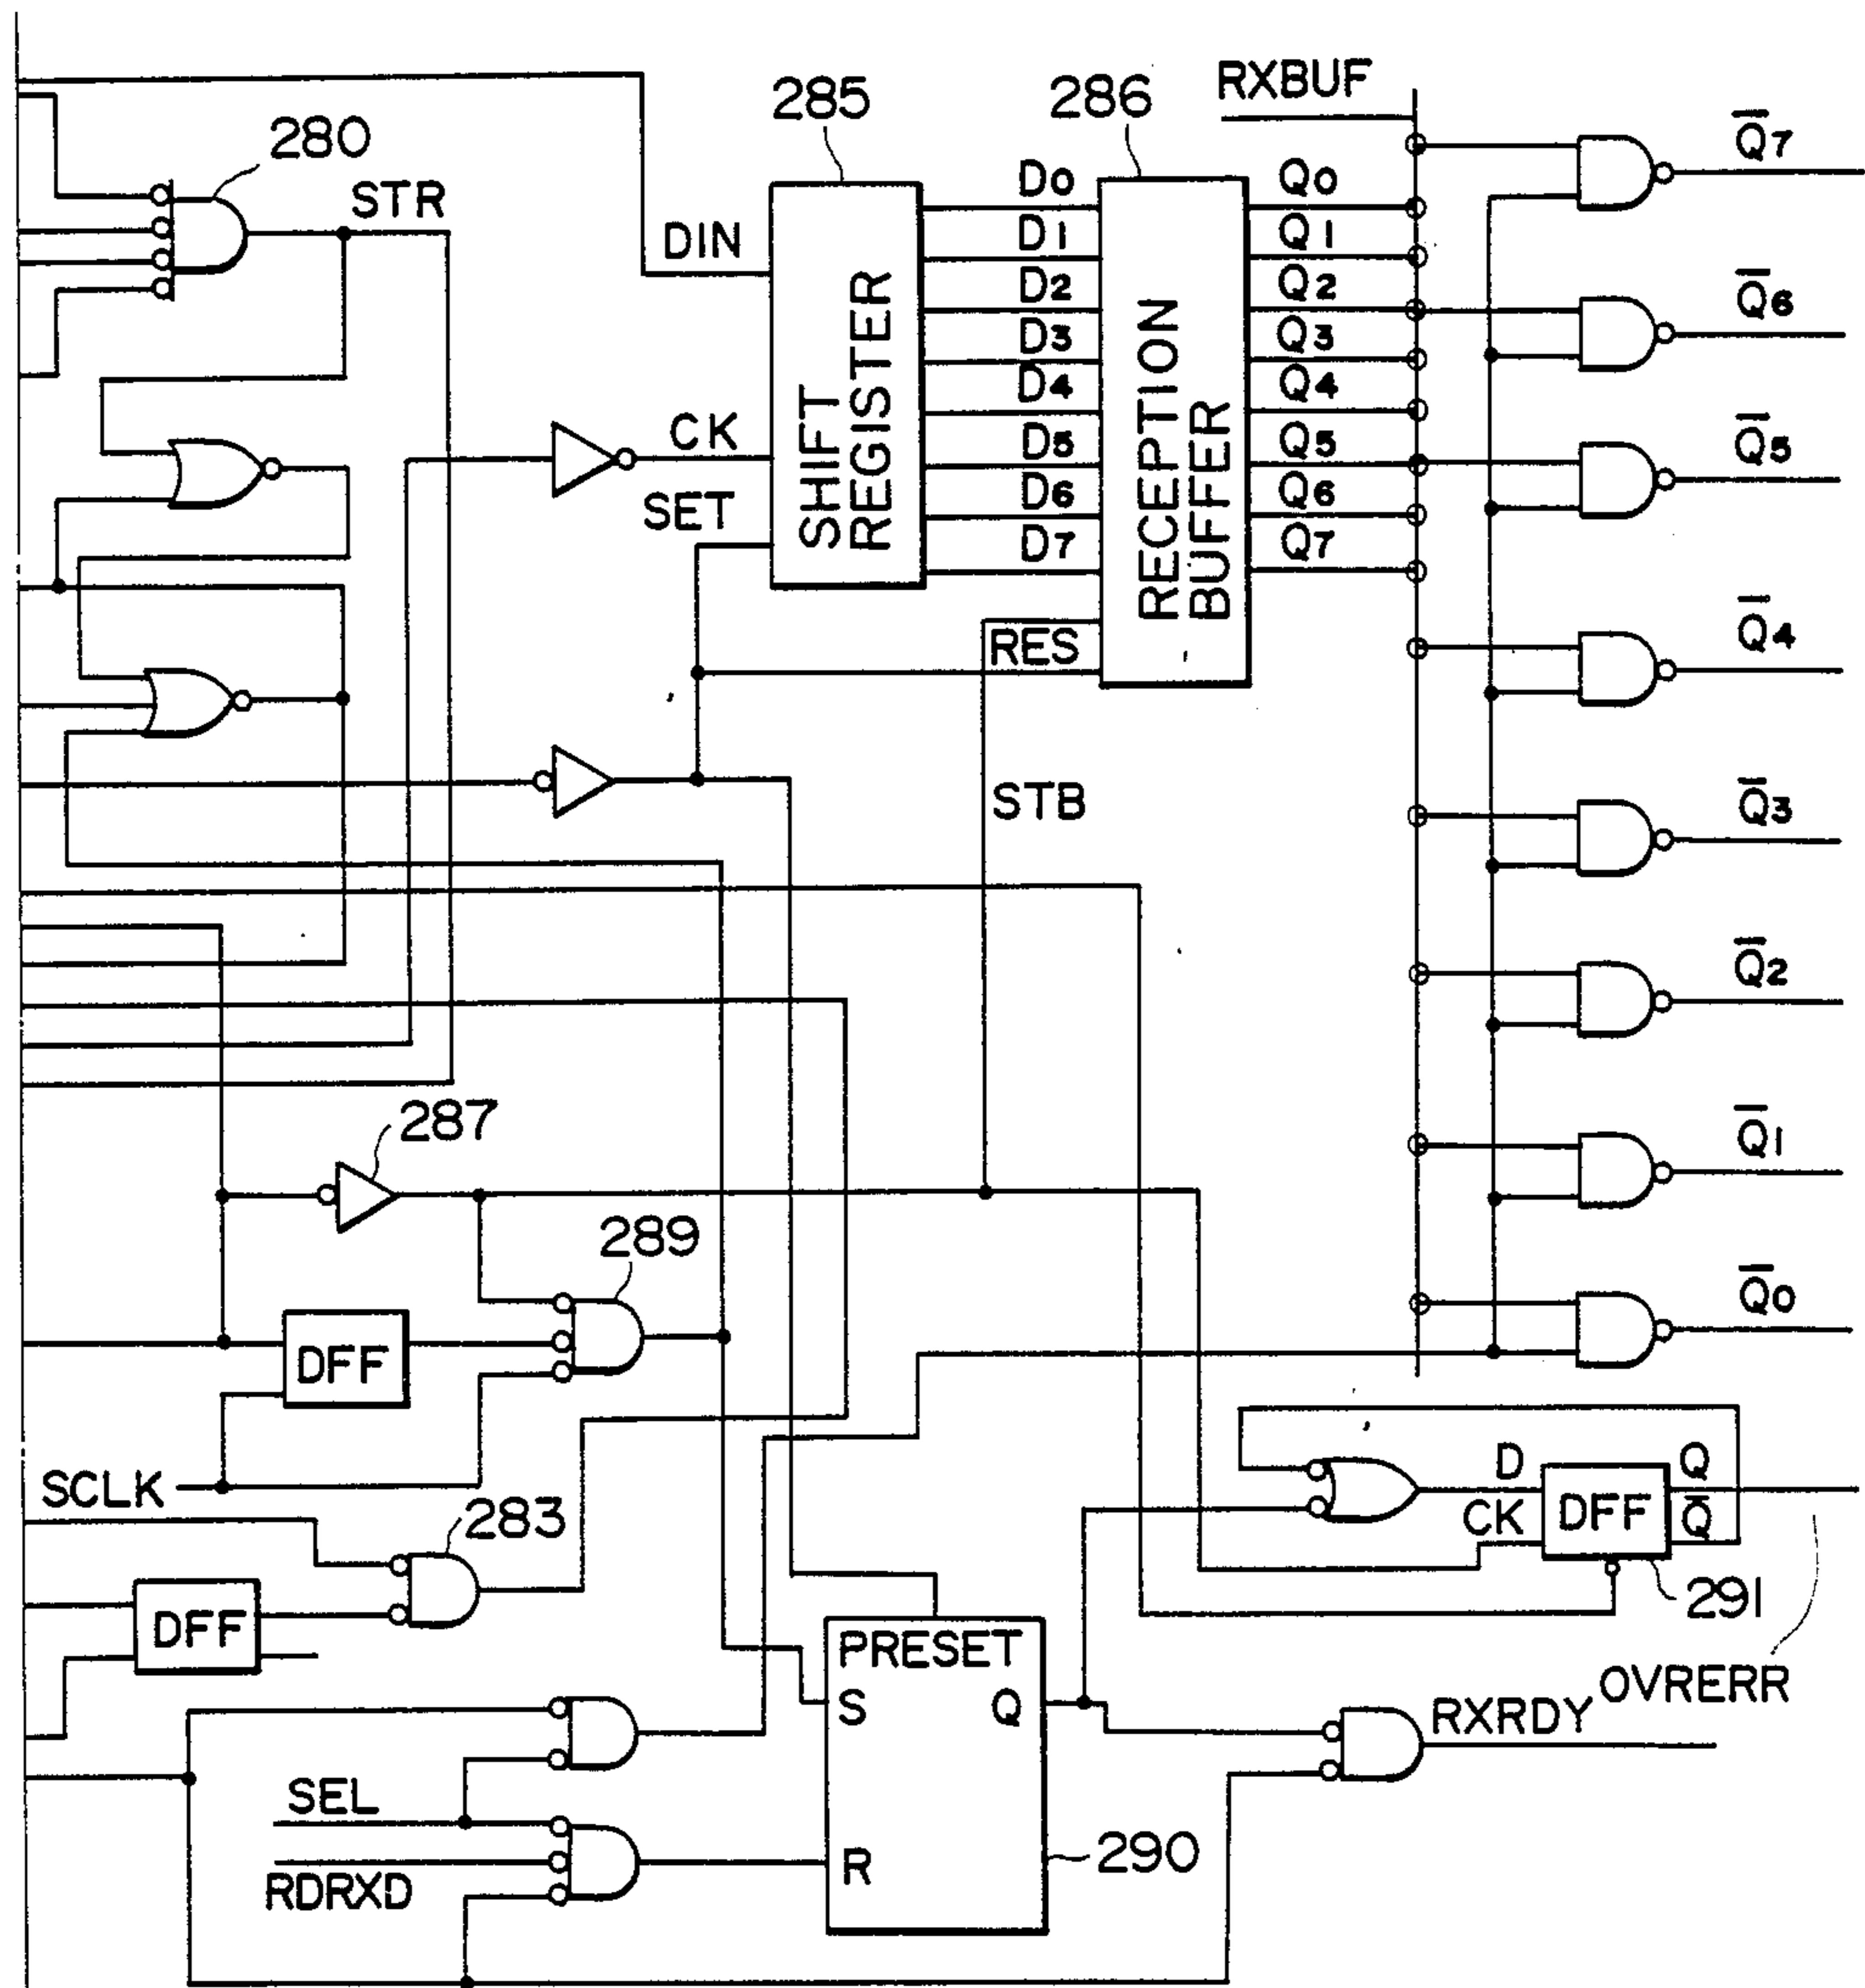 RXBUF
285
286
280
STR
DIN
D0
Q0
D1
Q1
D2
Q2
D3
Q3
D4
Q4
D5
Q5
D6
Q6
D7
Q7
CK
SET
SHIFT
REGISTER
RECEPTION
BUFFER
RES
STB
Q̅7
Q̅6
Q̅5
Q̅4
Q̅3
Q̅2
Q̅1
Q̅0
287
289
DFF
SCLK
283
DFF
D
Q
CK
DFF
Q̅
291
PRESET
S
Q
OVRERR
RXRDY
SEL
R
290
RDRXD